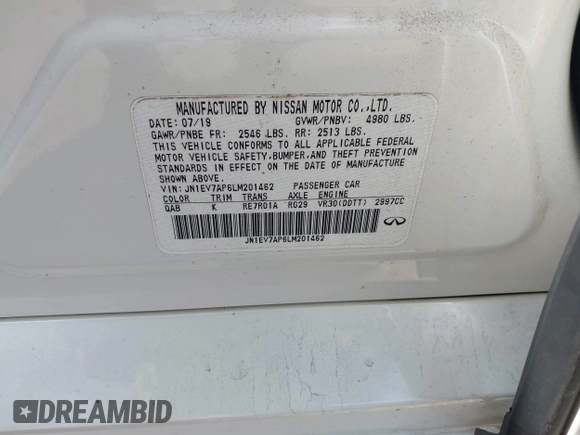 MANUFACTURED BY NISSAN MOTOR CO.,LTD.
DATE: 07/19 GVWR/PNBV: 4980 LBS.
GAWR/PNBE FR: 2546 LBS. RR: 2513 LBS.
THIS VEHICLE CONFORMS TO ALL APPLICABLE FEDERAL
MOTOR VEHICLE SAFETY,BUMPER,AND THEFT PREVENTION
STANDARDS IN EFFECT ON THE DATE OF MANUFACTURE
SHOWN ABOVE.
VIN: JN1EV7AP6LM201462 PASSENGER CAR
COLOR TRIM TRANS AXLE ENGINE
QAB K RE7R01A RG29 VR30(DDTT) 2997CC
JN1EV7AP6LM201462
DREAMBID